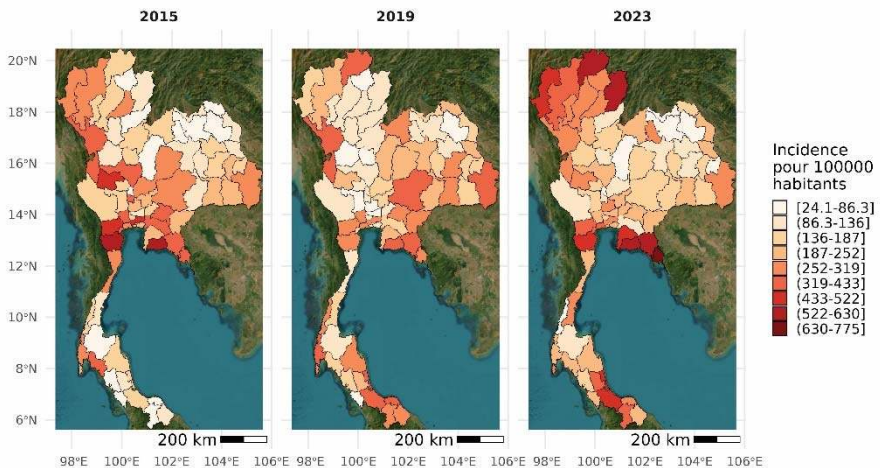 2015
2019
2023
20°N
18°N
16°N
14°N
12°N
10°N
8°N
6°N
200 km
200 km
200 km
98°E 100°E 102°E 104°E 106°E
98°E 100°E 102°E 104°E 106°E
98°E 100°E 102°E 104°E 106°E
Incidence
pour 100000
habitants
[24.1-86.3]
(86.3-136]
(136-187]
(187-252]
(252-319]
(319-433]
(433-522]
(522-630]
(630-775]